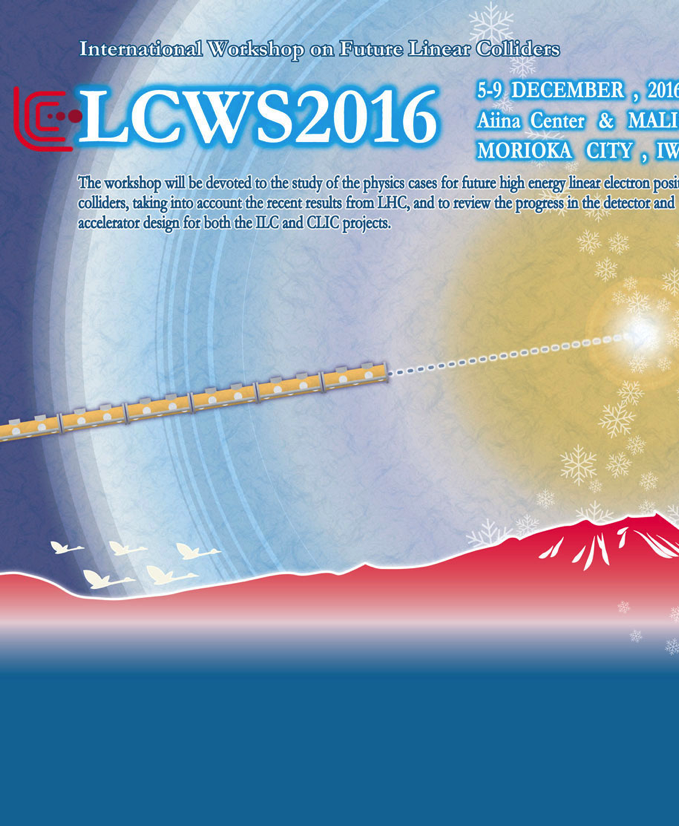 International Workshop on Future Linear Colliders
LCWS2016
5-9 DECEMBER , 2016
Aiina Center & MALI
MORIOKA CITY , IW
The workshop will be devoted to the study of the physics cases for future high energy linear electron posit
colliders, taking into account the recent results from LHC, and to review the progress in the detector and
accelerator design for both the ILC and CLIC projects.